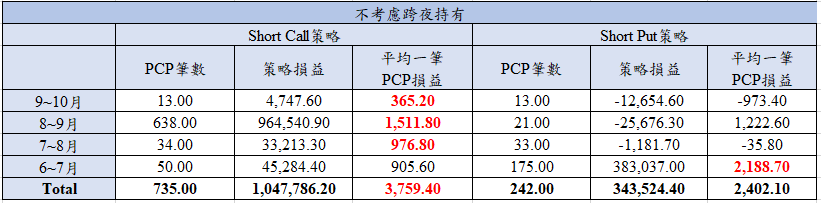 不考慮跨夜持有
Short Call策略 Short Put策略
PCP筆數 策略損益 平均一筆PCP損益 PCP筆數 策略損益 平均一筆PCP損益
9~10月 13.00 4,747.60 365.20 13.00 -12,654.60 -973.40
8~9月 638.00 964,540.90 1,511.80 21.00 -25,676.30 1,222.60
7~8月 34.00 33,213.30 976.80 33.00 -1,181.70 -35.80
6~7月 50.00 45,284.40 905.60 175.00 383,037.00 2,188.70
Total 735.00 1,047,786.20 3,759.40 242.00 343,524.40 2,402.10